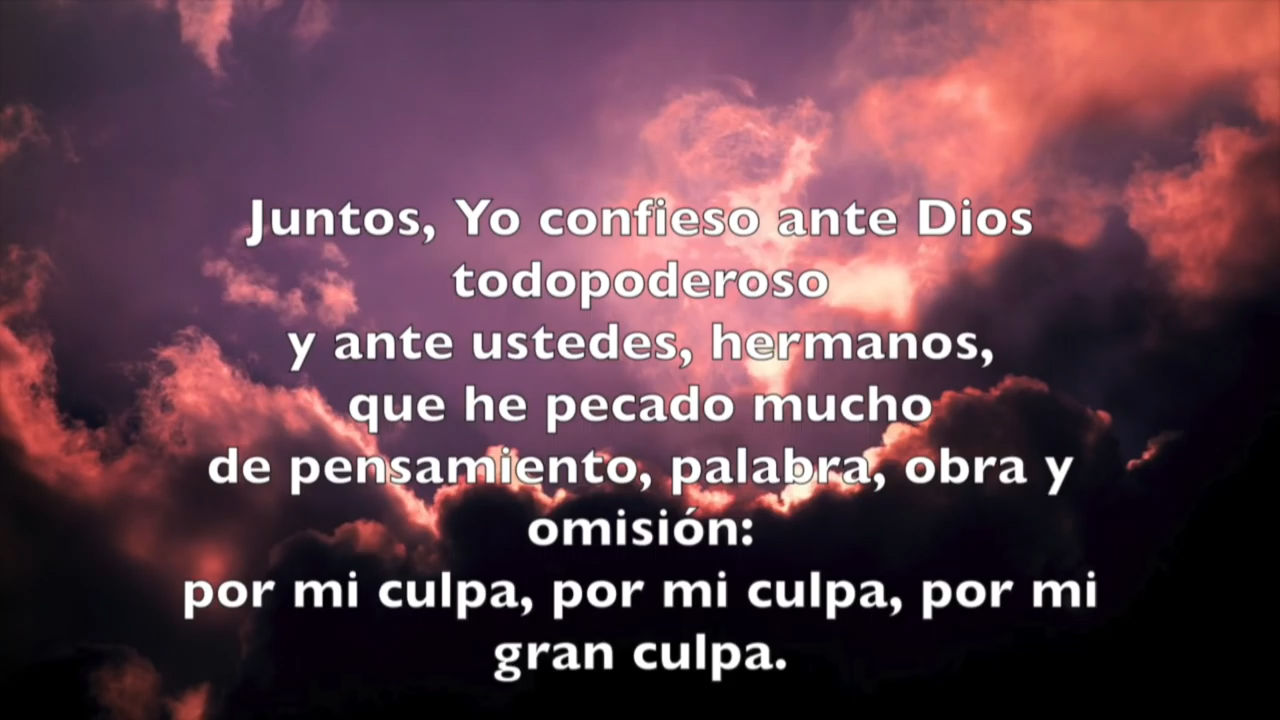 Juntos, Yo confieso ante Dios
todopoderoso
y ante ustedes, hermanos,
que he pecado mucho
de pensamiento, palabra, obra y
omisión:
por mi culpa, por mi culpa, por mi
gran culpa.